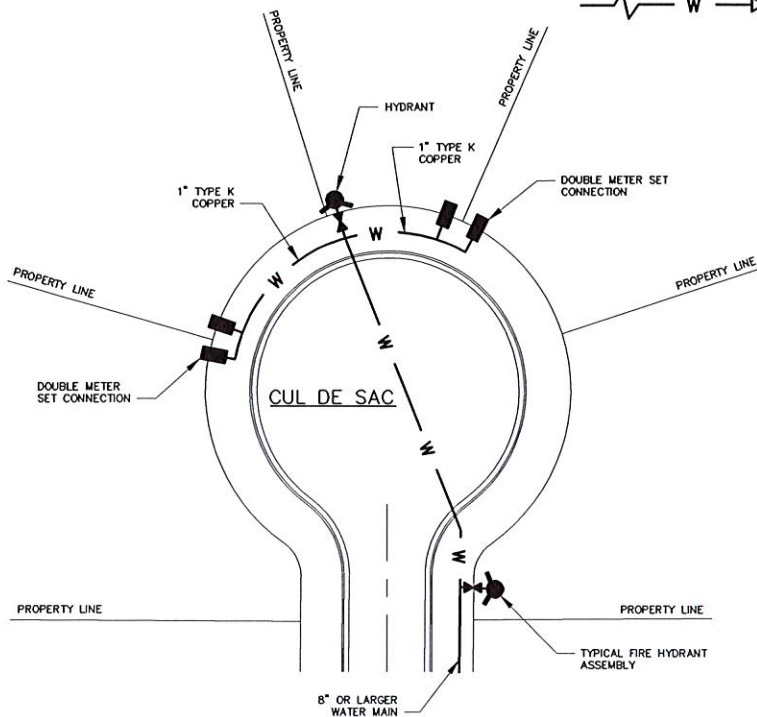 W
PROPERTY LINE
PROPERTY LINE
HYDRANT
1" TYPE K
COPPER
DOUBLE METER SET
CONNECTION
1" TYPE K
COPPER
W
W
PROPERTY LINE
PROPERTY LINE
W
DOUBLE METER
SET CONNECTION
CUL DE SAC
W
W
PROPERTY LINE
PROPERTY LINE
TYPICAL FIRE HYDRANT
ASSEMBLY
8" OR LARGER
WATER MAIN